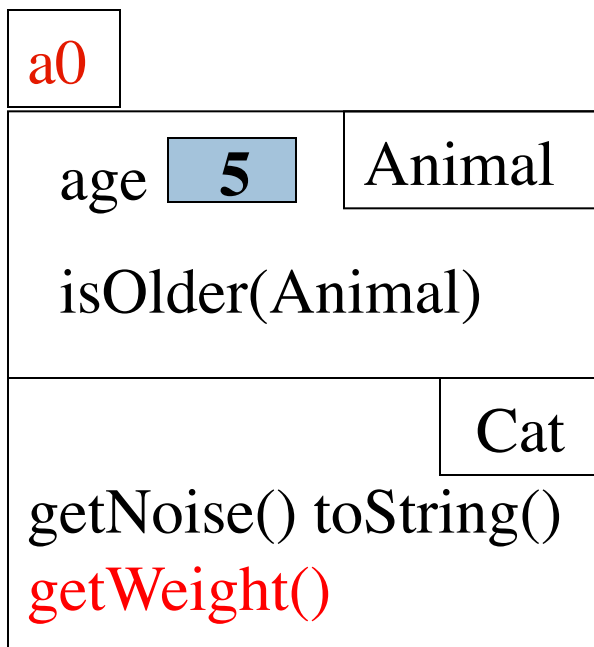 a0
age 5 Animal
isOlder(Animal)
Cat
getNoise() toString()
getWeight()